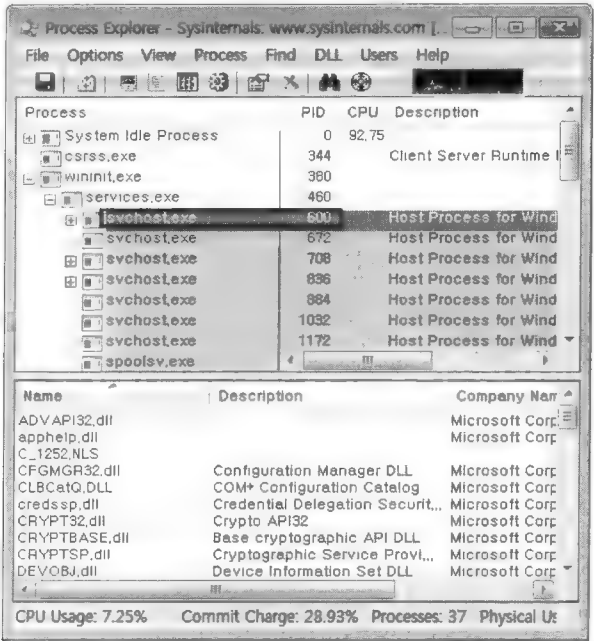 Process Explorer - Sysinternals: www.sysinternals.com [...
File Options View Process Find DLL Users Help
Process PID CPU Description
System Idle Process 0 92,75
csrss,exe 344 Client Server Runtime
wininit,exe 380
services,exe 460
svchost,exe 600 Host Process for Wind
svchost,exe 672 Host Process for Wind
svchost,exe 708 Host Process for Wind
svchost,exe 836 Host Process for Wind
svchost,exe 884 Host Process for Wind
svchost,exe 1032 Host Process for Wind
svchost,exe 1172 Host Process for Wind
spoolsv,exe
Name Description Company Nam
ADVAPI32,dll Microsoft Corp
apphelp,dll Microsoft Corp
C_1252,NLS
CFGMGR32,dll Configuration Manager DLL Microsoft Corp
CLBCatQ,DLL COM+ Configuration Catalog Microsoft Corp
credssp,dll Credential Delegation Securit,,, Microsoft Corp
CRYPT32,dll Crypto API32 Microsoft Corp
CRYPTBASE,dll Base cryptographic API DLL Microsoft Corp
CRYPTSP,dll Cryptographic Service Provi,,, Microsoft Corp
DEVOBJ,dll Device Information Set DLL Microsoft Corp
CPU Usage: 7.25% Commit Charge: 28.93% Processes: 37 Physical Us